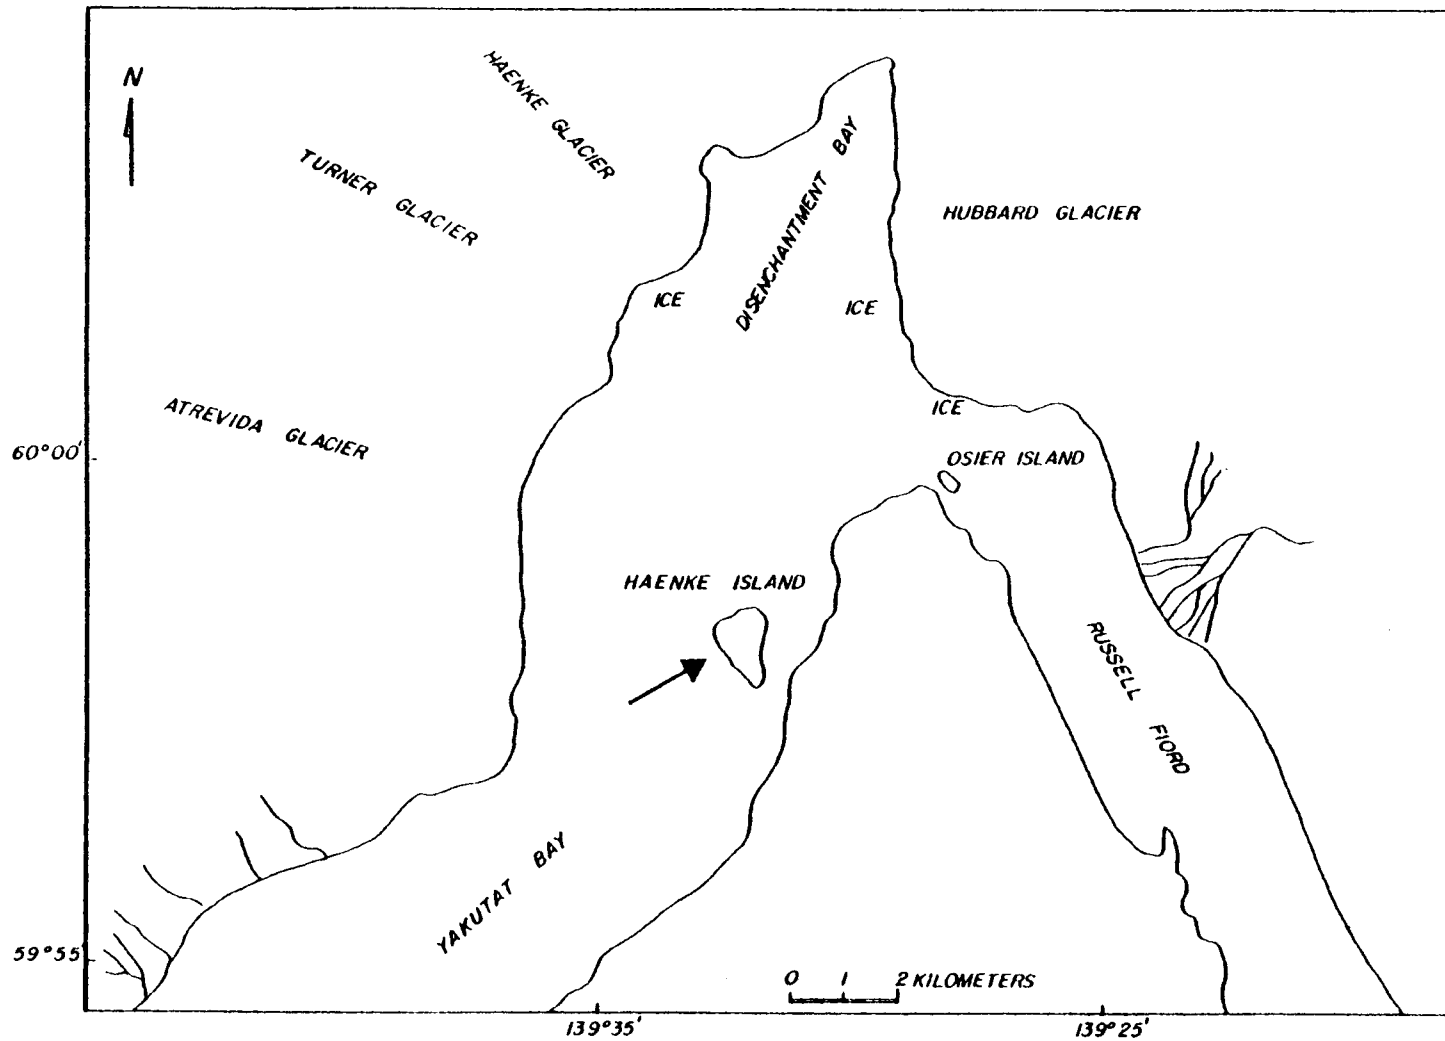 N
HAENKE GLACIER
TURNER GLACIER
DISENCHANTMENT BAY
HUBBARD GLACIER
ICE
ICE
ICE
ATREVIDA GLACIER
60°00'
OSIER ISLAND
HAENKE ISLAND
RUSSELL FIORD
YAKUTAT BAY
59°55'
0 1 2 KILOMETERS
139°35'
139°25'